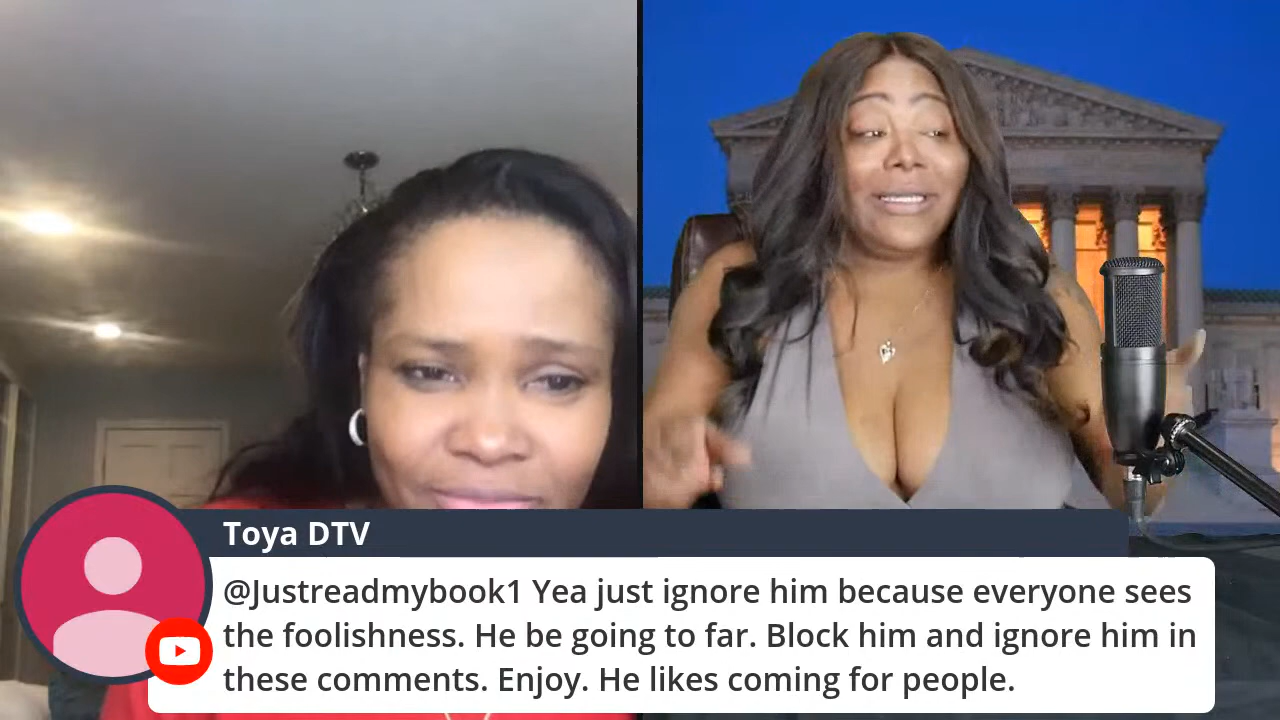 Toya DTV
@Justreadmybook1 Yea just ignore him because everyone sees
the foolishness. He be going to far. Block him and ignore him in
these comments. Enjoy. He likes coming for people.